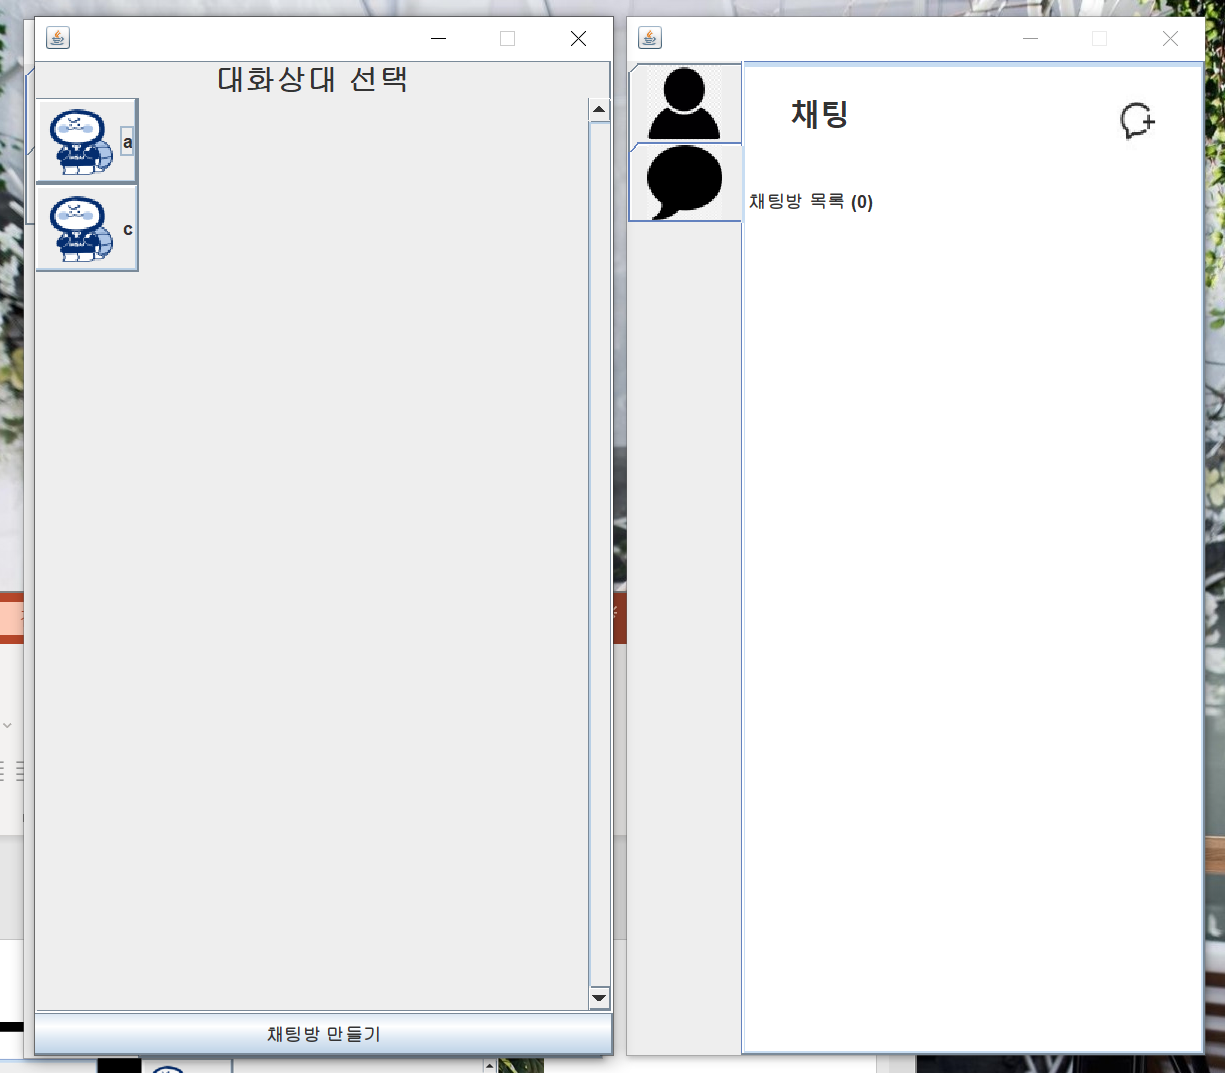 대화상대 선택
a
c
채팅방 만들기
채팅
채팅방 목록 (0)